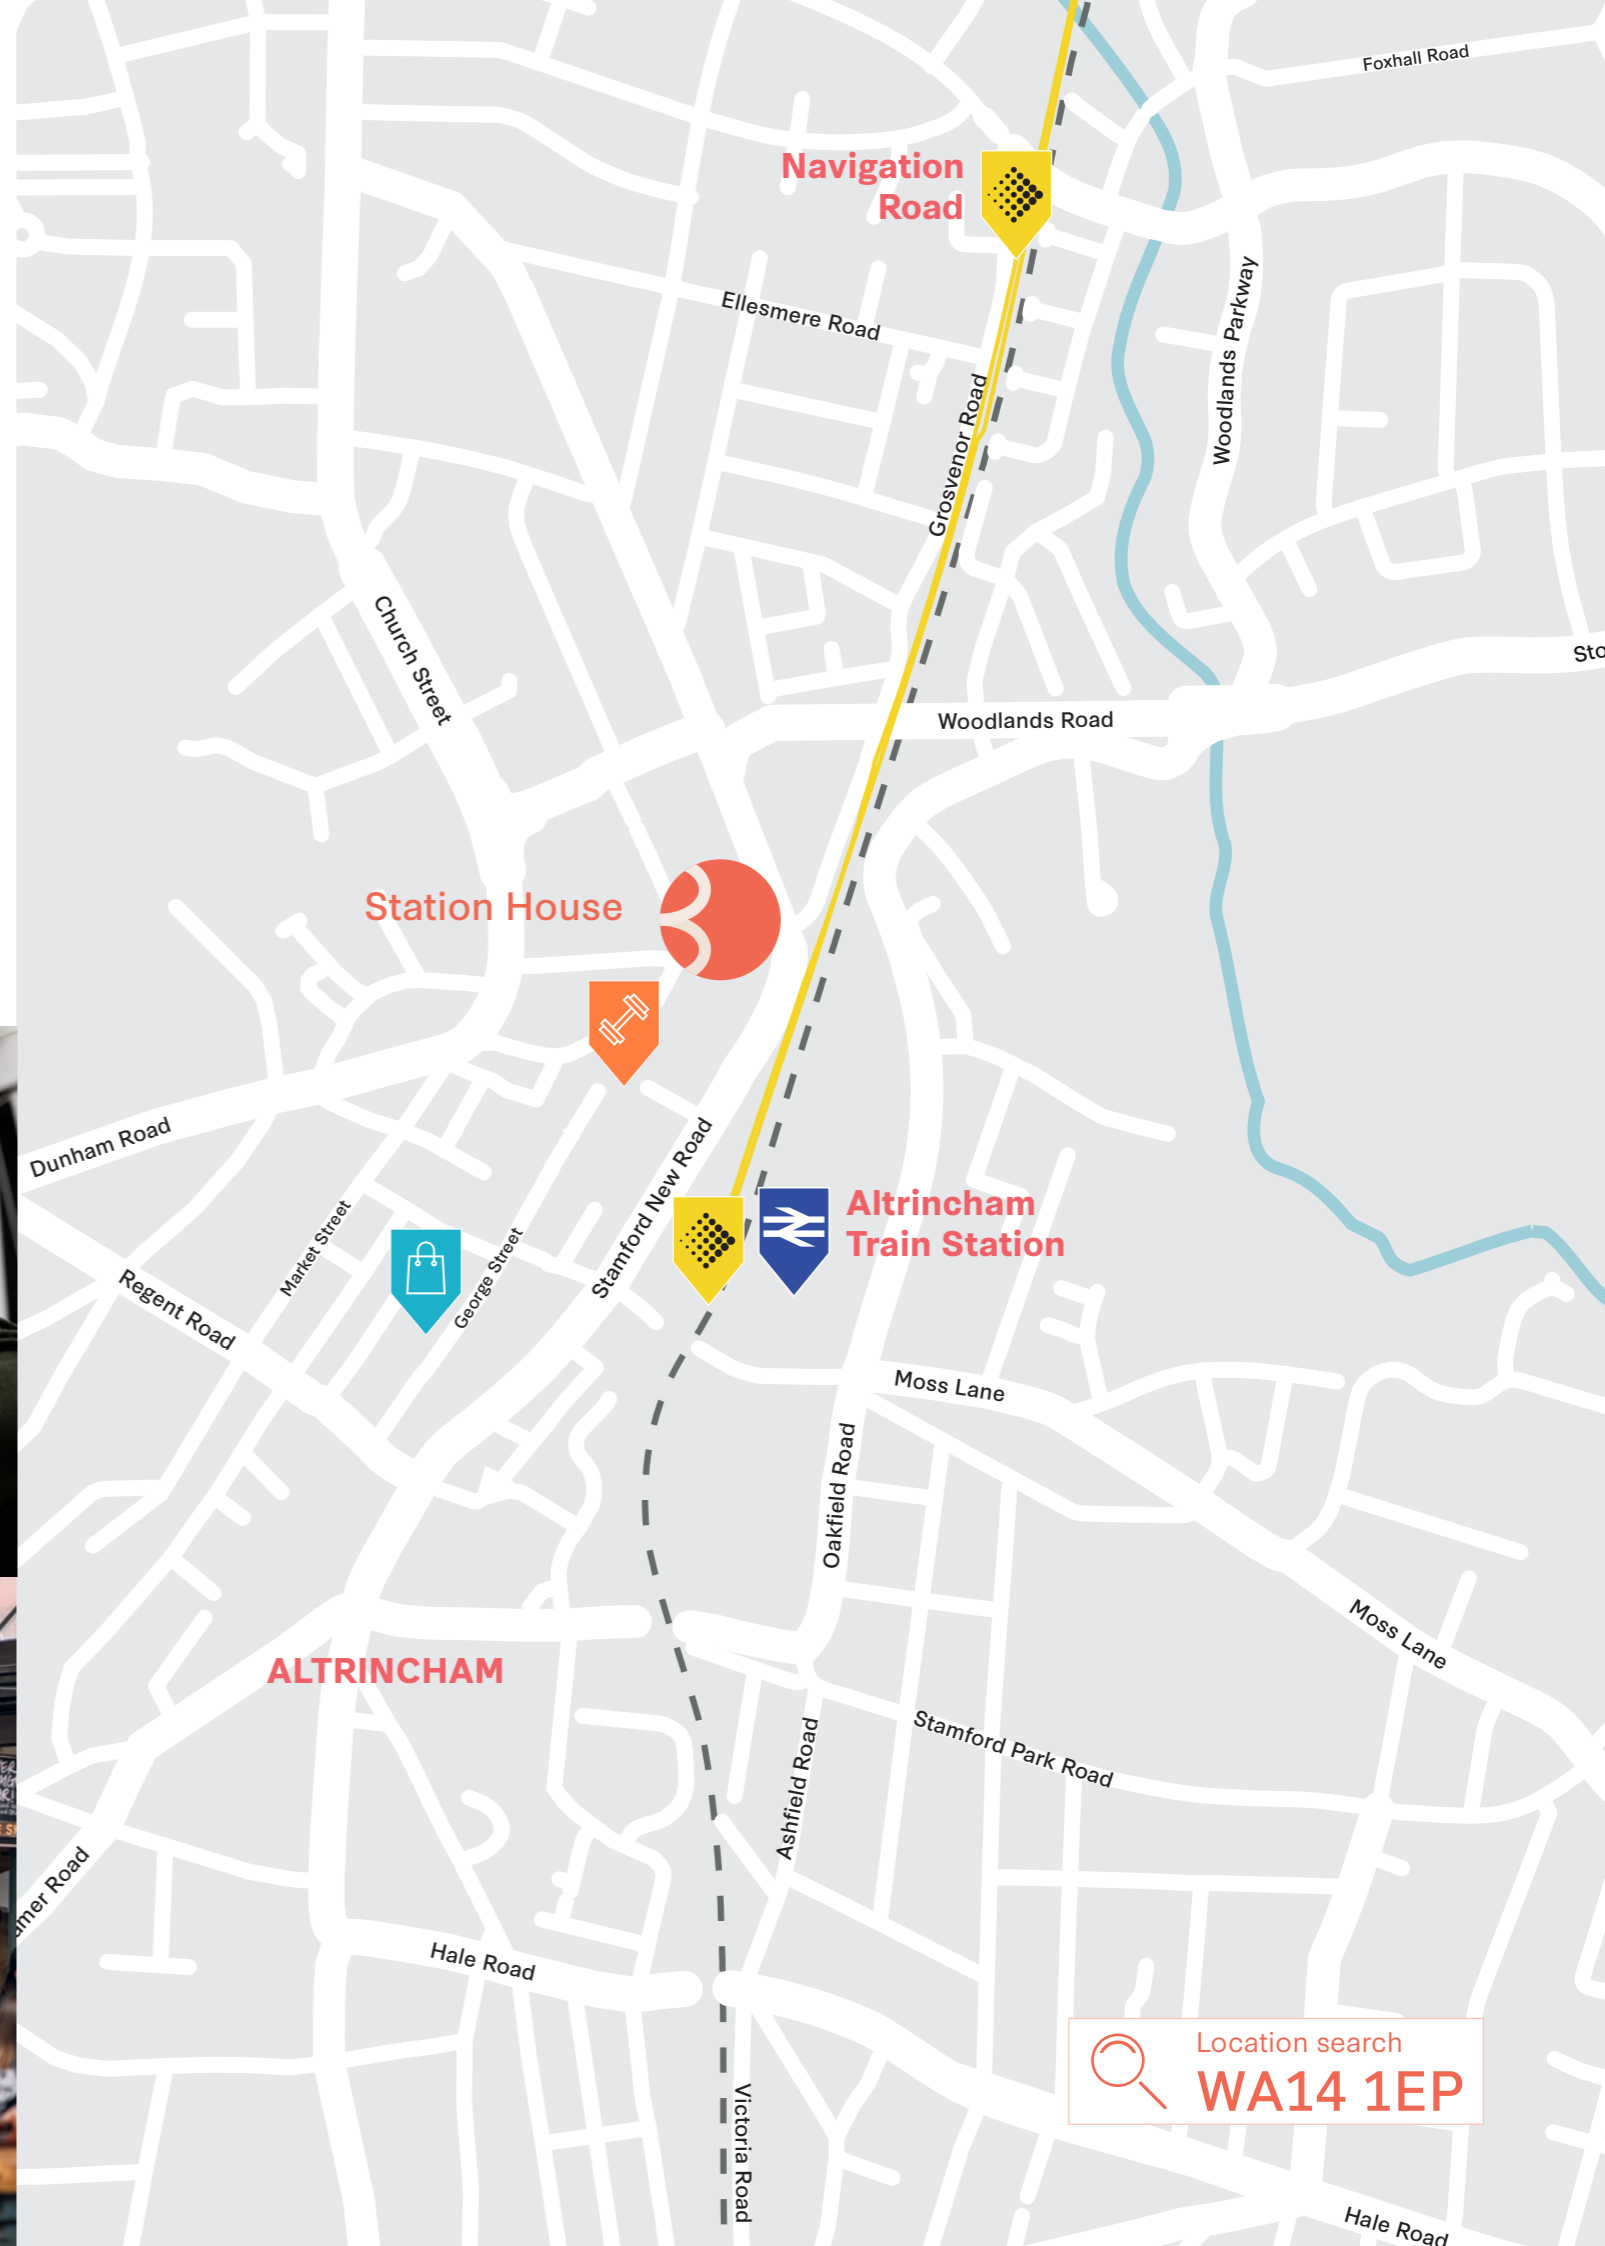 Foxhall Road
Navigation
Road
Ellesmere Road
Woodlands Parkway
Grosvenor Road
Church Street
Woodlands Road
Station House
Dunham Road
Stamford New Road
Market Street
George Street
Altrincham
Train Station
Regent Road
Moss Lane
Oakfield Road
Moss Lane
ALTRINCHAM
Stamford Park Road
Ashfield Road
Road
Hale Road
Location search
WA14 1EP
Victoria Road
Hale Road